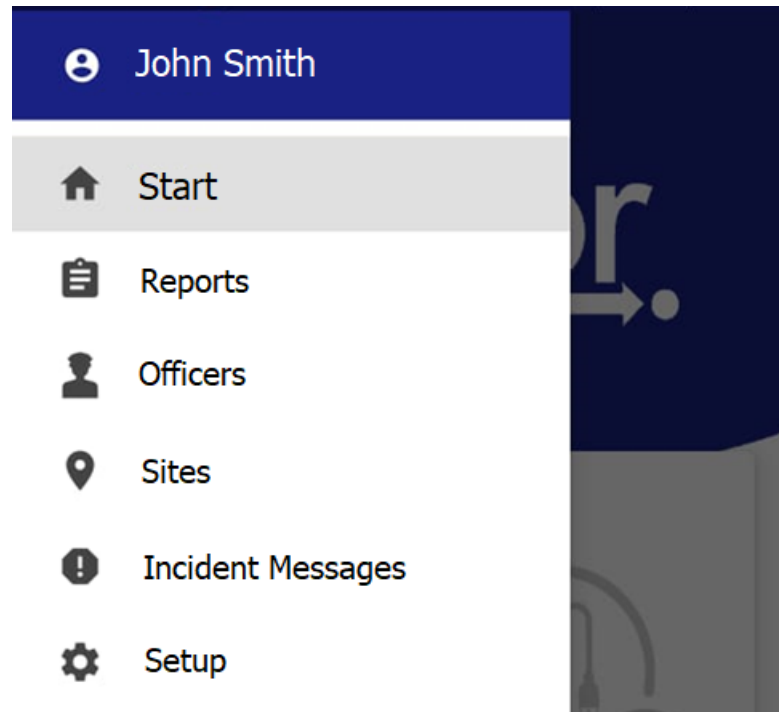 John Smith
Start
Reports
Officers
Sites
Incident Messages
Setup